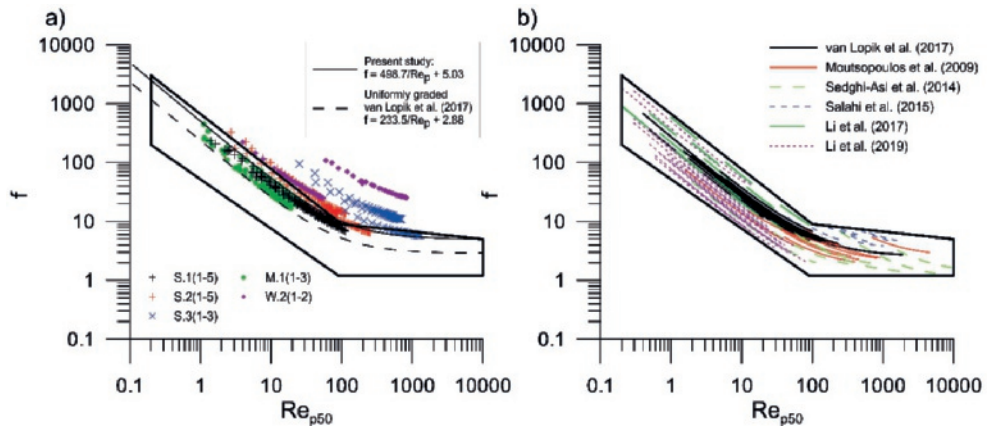 a)
10000
1000
100
10
1
0.1
f
Present study:
f = 498.7/Rep + 5.03
Uniformly graded
van Lopik et al. (2017)
f = 233.5/Rep + 2.88
S.1(1-5)
S.2(1-5)
S.3(1-3)
M.1(1-3)
W.2(1-2)
0.1 1 10 100 1000 10000
Rep50
b)
10000
1000
100
10
1
0.1
f
van Lopik et al. (2017)
Moutsopoulos et al. (2009)
Sedghi-Asl et al. (2014)
Salahi et al. (2015)
Li et al. (2017)
Li et al. (2019)
0.1 1 10 100 1000 10000
Rep50